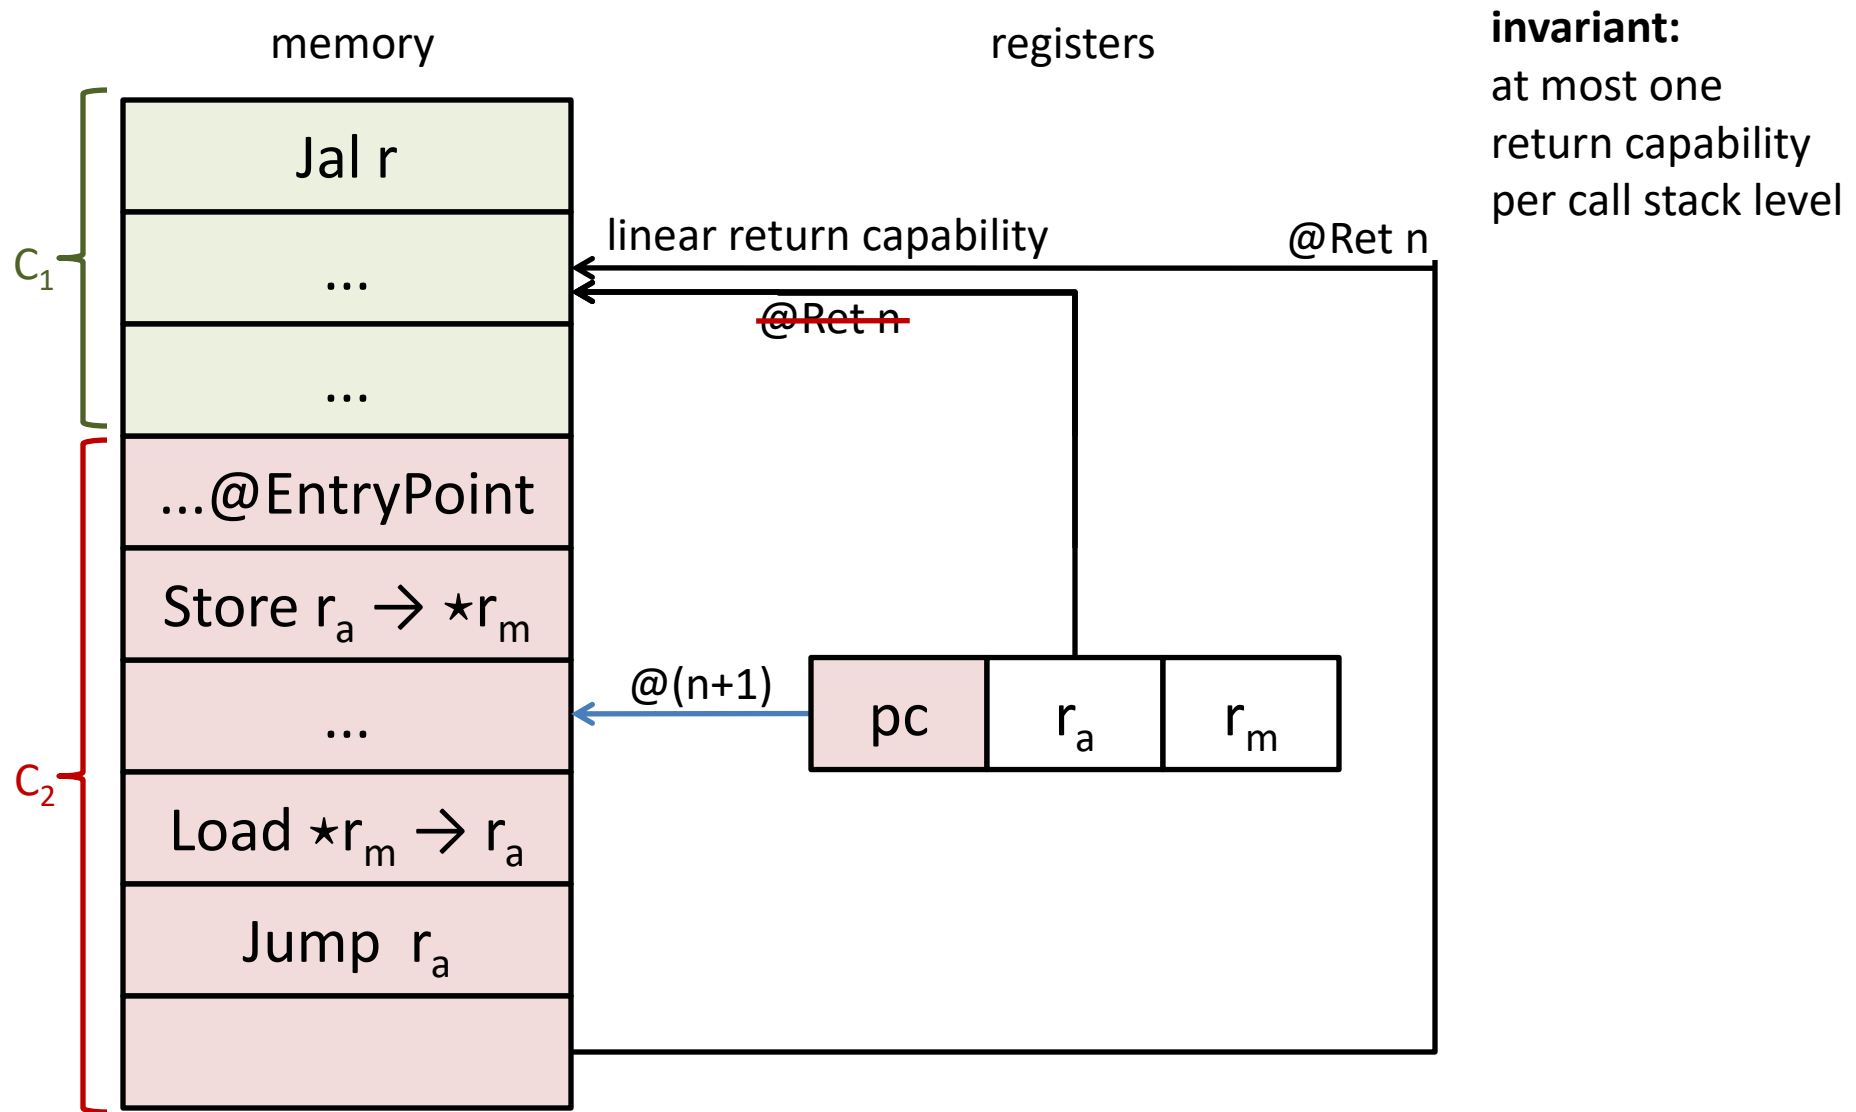 memory
registers
invariant:
at most one
return capability
per call stack level
C₁
Jal r
...
...
linear return capability
@Ret n
@Ret n
C₂
...@EntryPoint
Store rₐ → ⋆rₘ
...
Load ⋆rₘ → rₐ
Jump rₐ
@(n+1)
pc
rₐ
rₘ